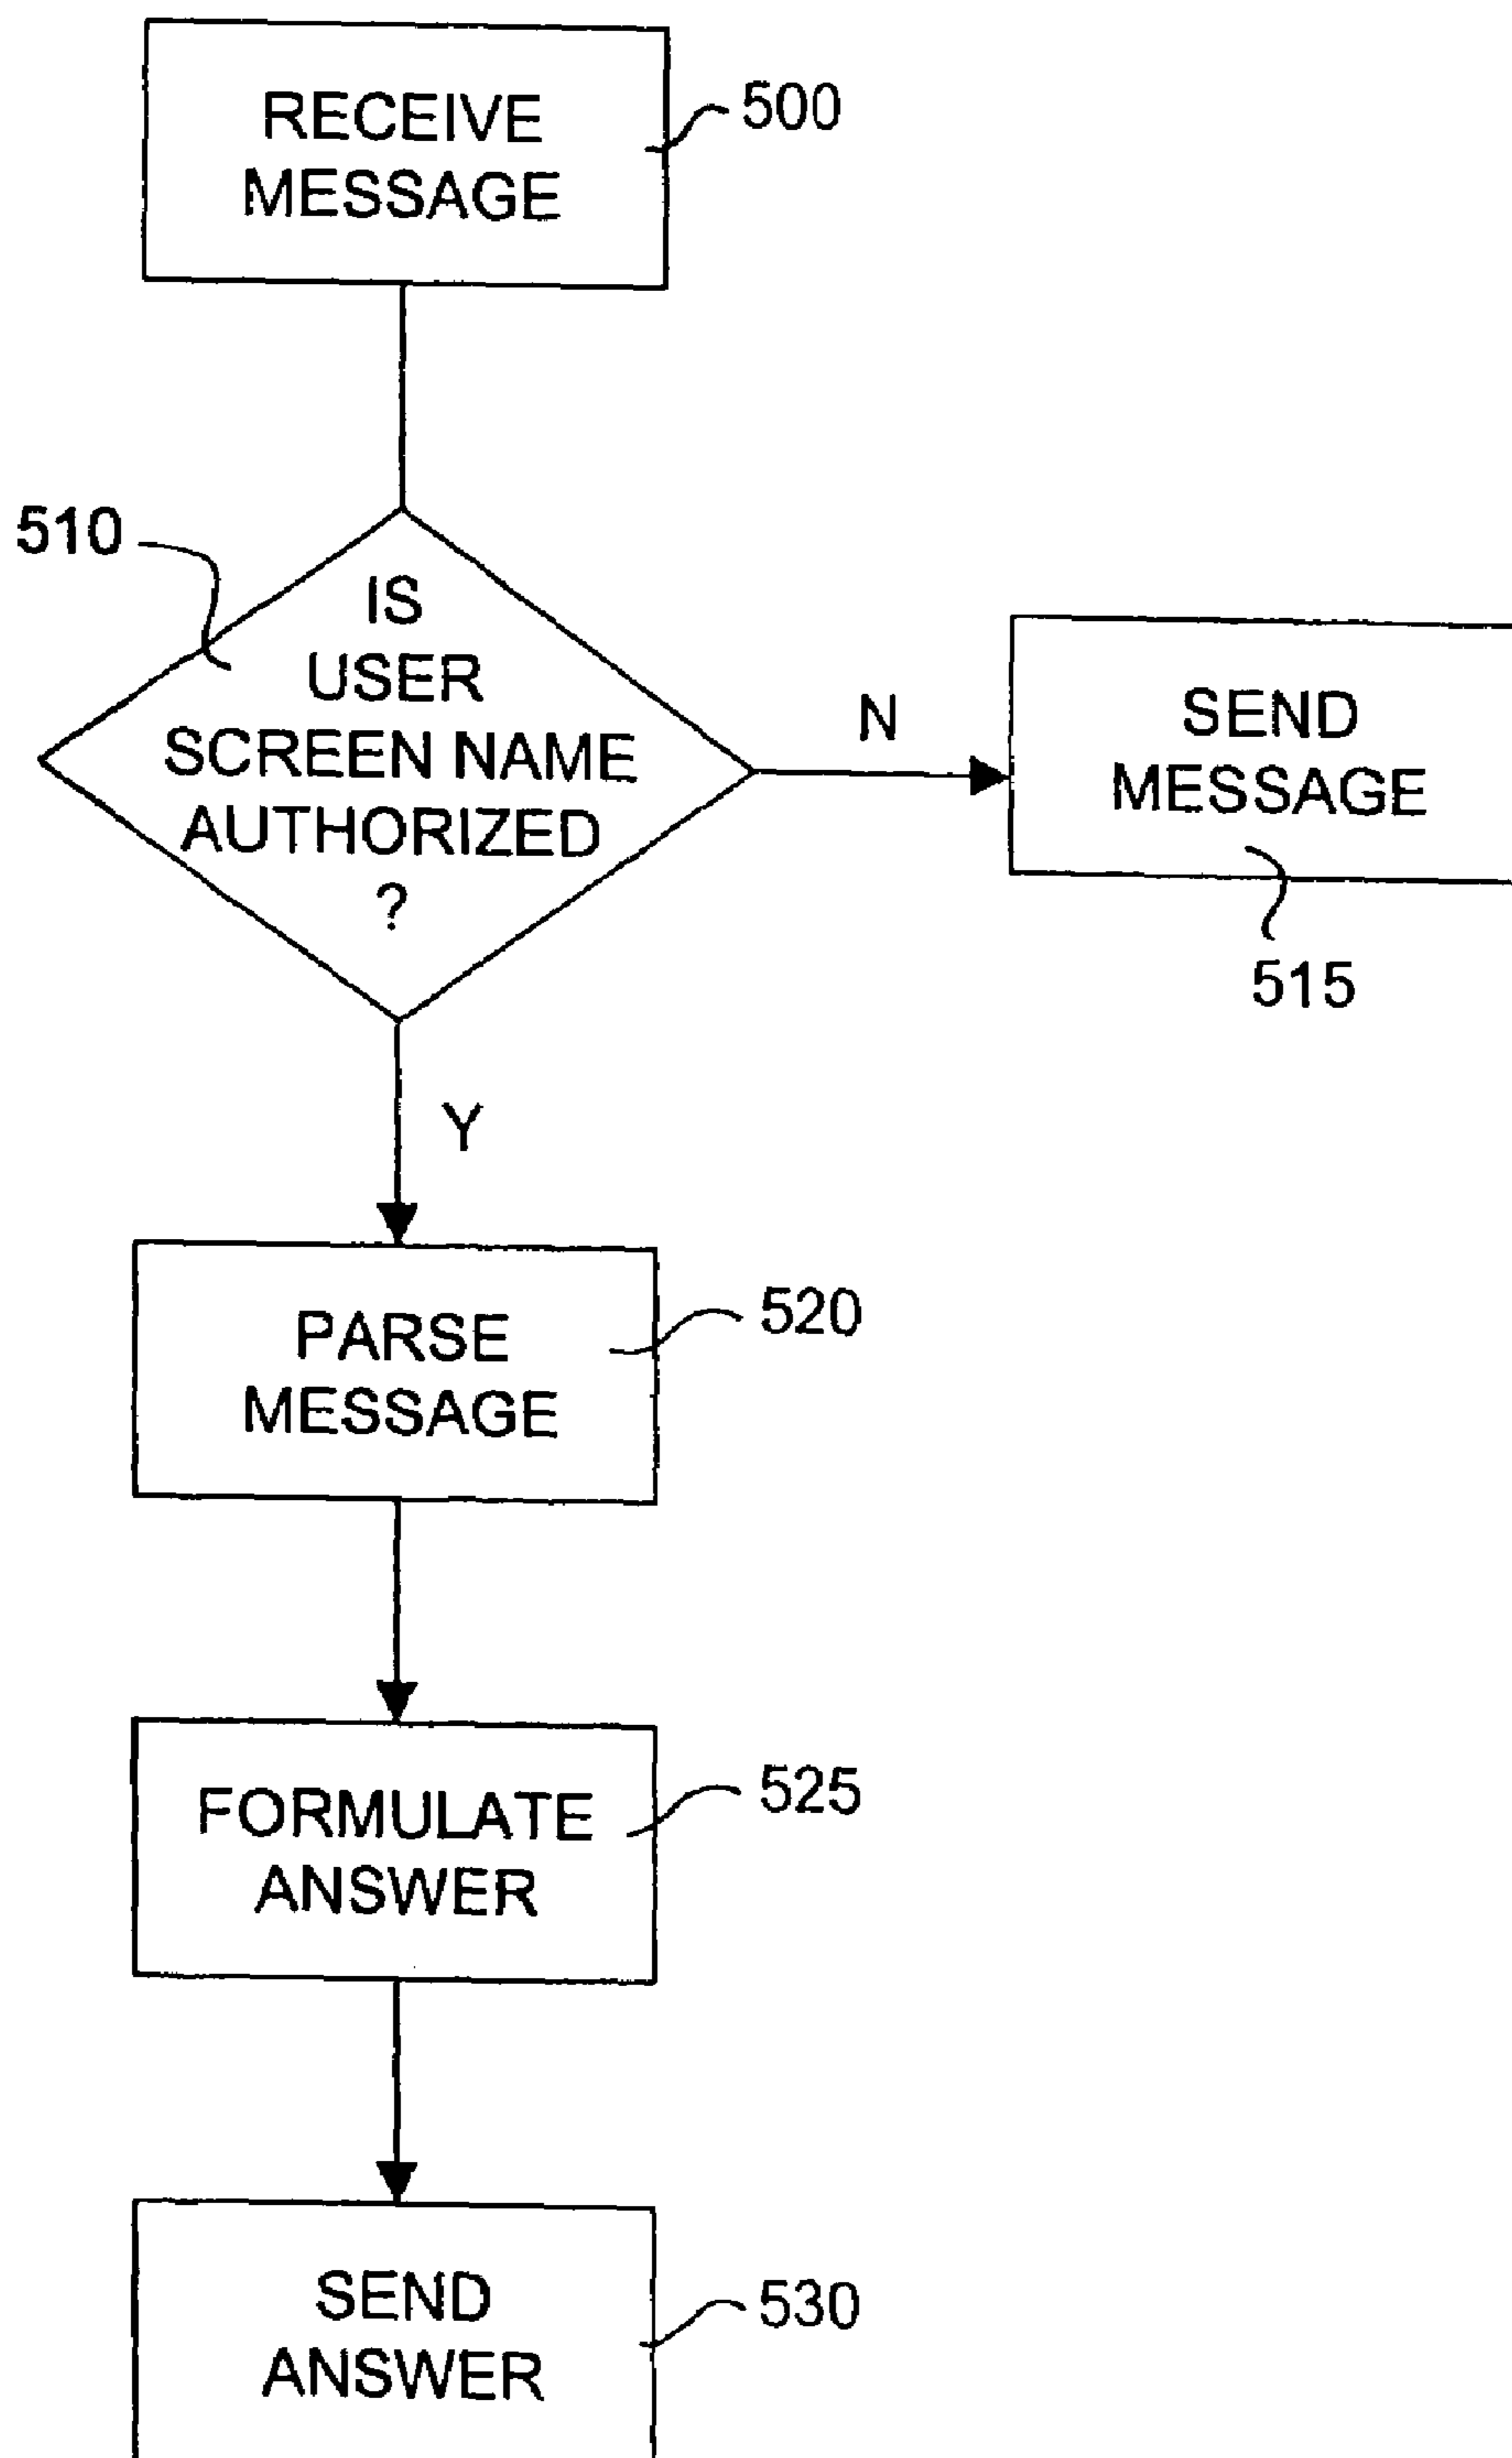 RECEIVE
MESSAGE
500
510
IS
USER
SCREEN NAME
AUTHORIZED
?
N
SEND
MESSAGE
515
Y
PARSE
MESSAGE
520
FORMULATE
ANSWER
525
SEND
ANSWER
530